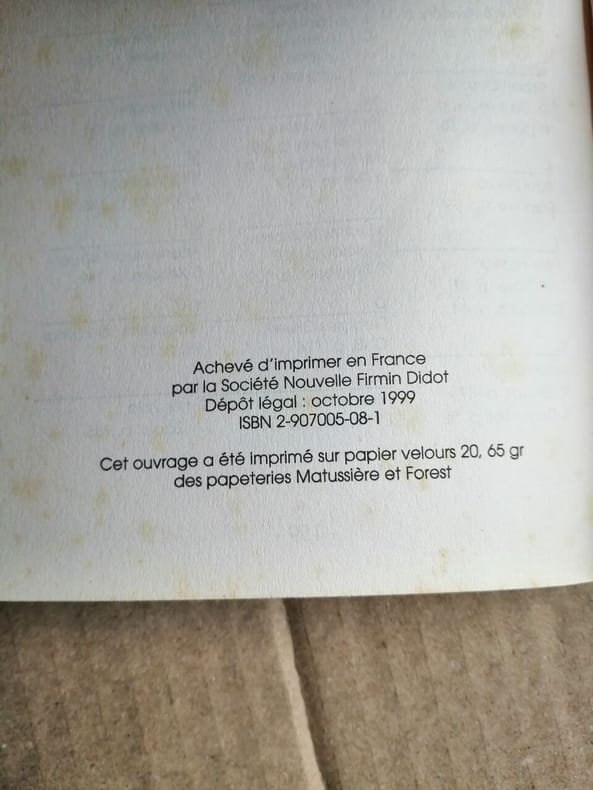 Achevé d'imprimer en France
par la Société Nouvelle Firmin Didot
Dépôt légal : octobre 1999
ISBN 2-907005-08-1
Cet ouvrage a été imprimé sur papier velours 20, 65 gr
des papeteries Matussière et Forest